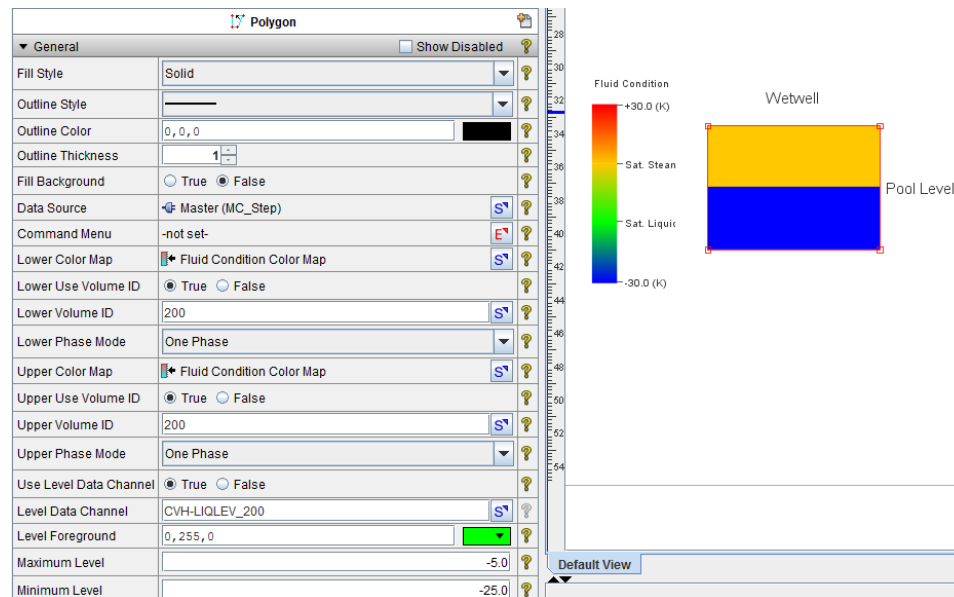 Polygon
General
Show Disabled
Fill Style
Solid
Outline Style
Outline Color
0,0,0
Outline Thickness
1
Fill Background
True
False
Data Source
Master (MC_Step)
S
Command Menu
-not set-
E
Lower Color Map
Fluid Condition Color Map
S
Lower Use Volume ID
True
False
Lower Volume ID
200
S
Lower Phase Mode
One Phase
Upper Color Map
Fluid Condition Color Map
S
Upper Use Volume ID
True
False
Upper Volume ID
200
S
Upper Phase Mode
One Phase
Use Level Data Channel
True
False
Level Data Channel
CVH-LIQLEV_200
S
Level Foreground
0,255,0
Maximum Level
-5.0
Minimum Level
-25.0
28
30
32
34
36
38
40
42
44
46
48
50
52
54
Fluid Condition
+30.0 (K)
Sat. Stean
Sat. Liquic
-30.0 (K)
Wetwell
Pool Level
Default View